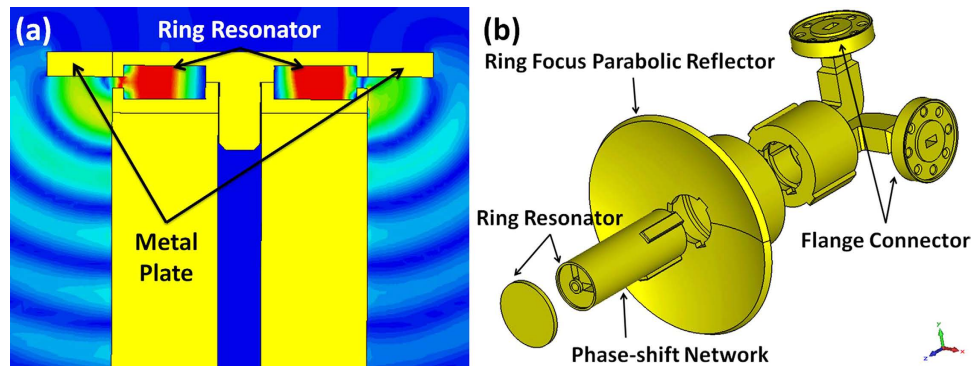 (a)
Ring Resonator
Metal
Plate
(b)
Ring Focus Parabolic Reflector
Ring Resonator
Flange Connector
Phase-shift Network
Y
X
Z